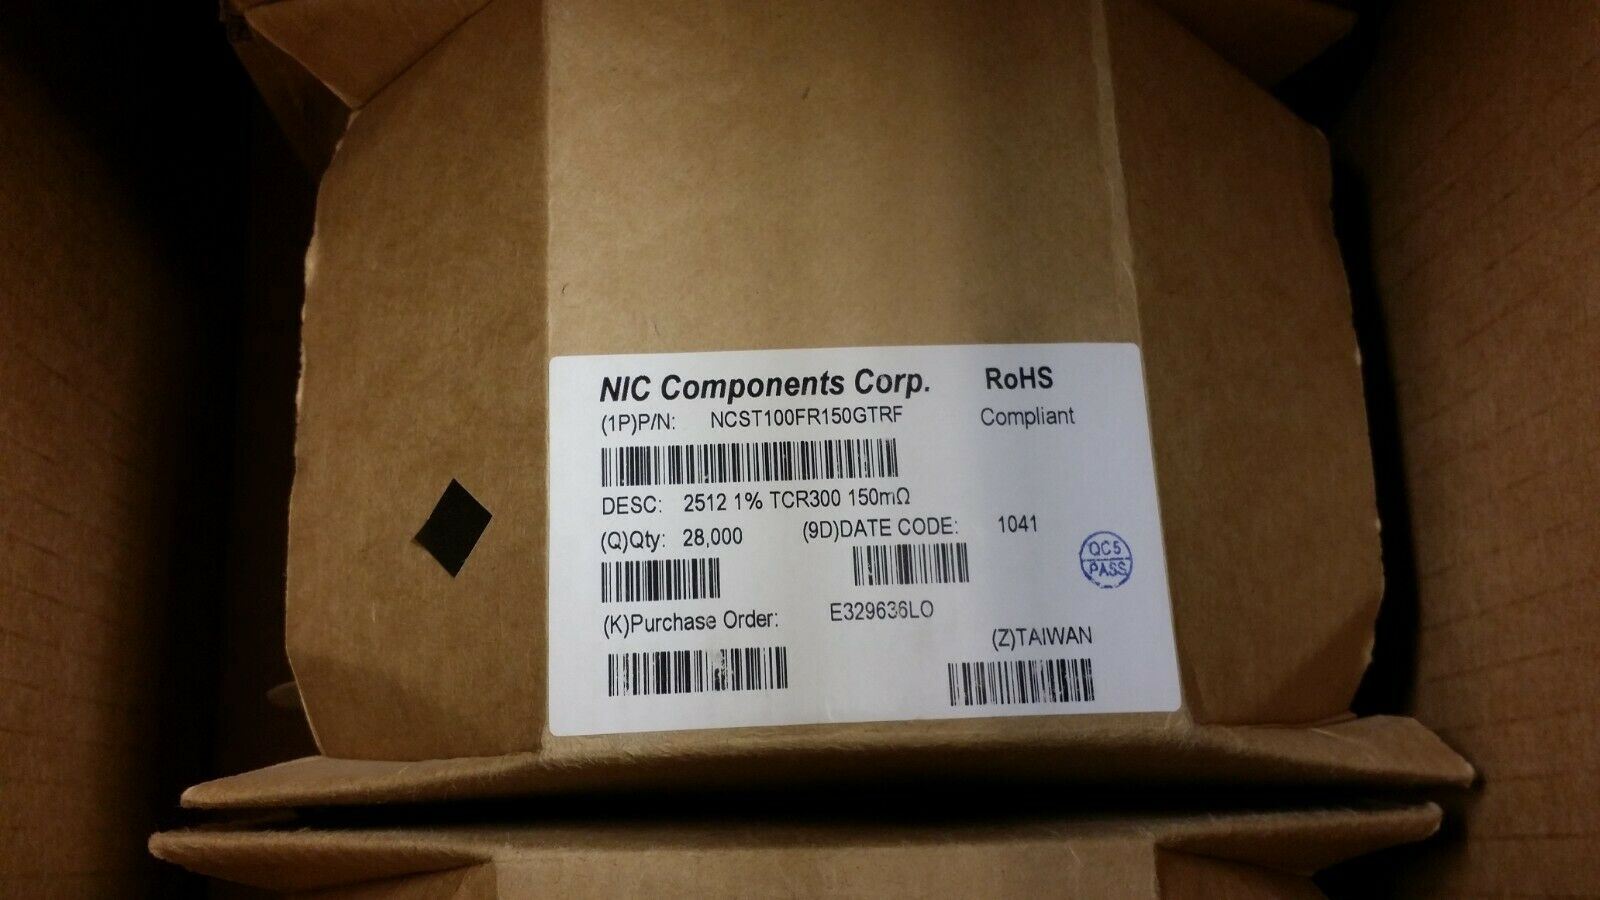 NIC Components Corp. RoHS
(1P)P/N: NCST100FR150GTRF Compliant
DESC: 2512 1% TCR300 150mΩ
(Q)Qty: 28,000 (9D)DATE CODE: 1041
QC5
PASS
(K)Purchase Order: E329636LO
(Z)TAIWAN